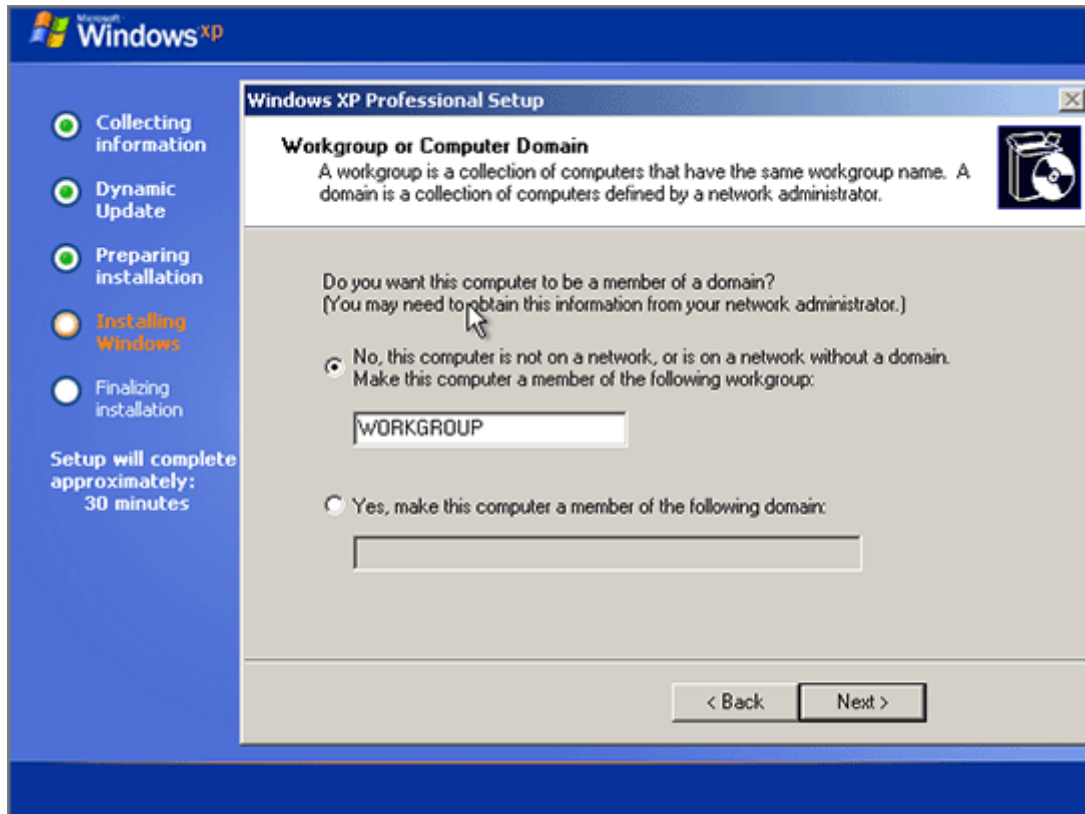 Microsoft
Windows xp
Collecting
information
Dynamic
Update
Preparing
installation
Installing
Windows
Finalizing
installation
Setup will complete
approximately:
30 minutes
Windows XP Professional Setup
Workgroup or Computer Domain
A workgroup is a collection of computers that have the same workgroup name. A
domain is a collection of computers defined by a network administrator.
Do you want this computer to be a member of a domain?
(You may need to obtain this information from your network administrator.)
No, this computer is not on a network, or is on a network without a domain.
Make this computer a member of the following workgroup:
WORKGROUP
Yes, make this computer a member of the following domain:
< Back
Next >